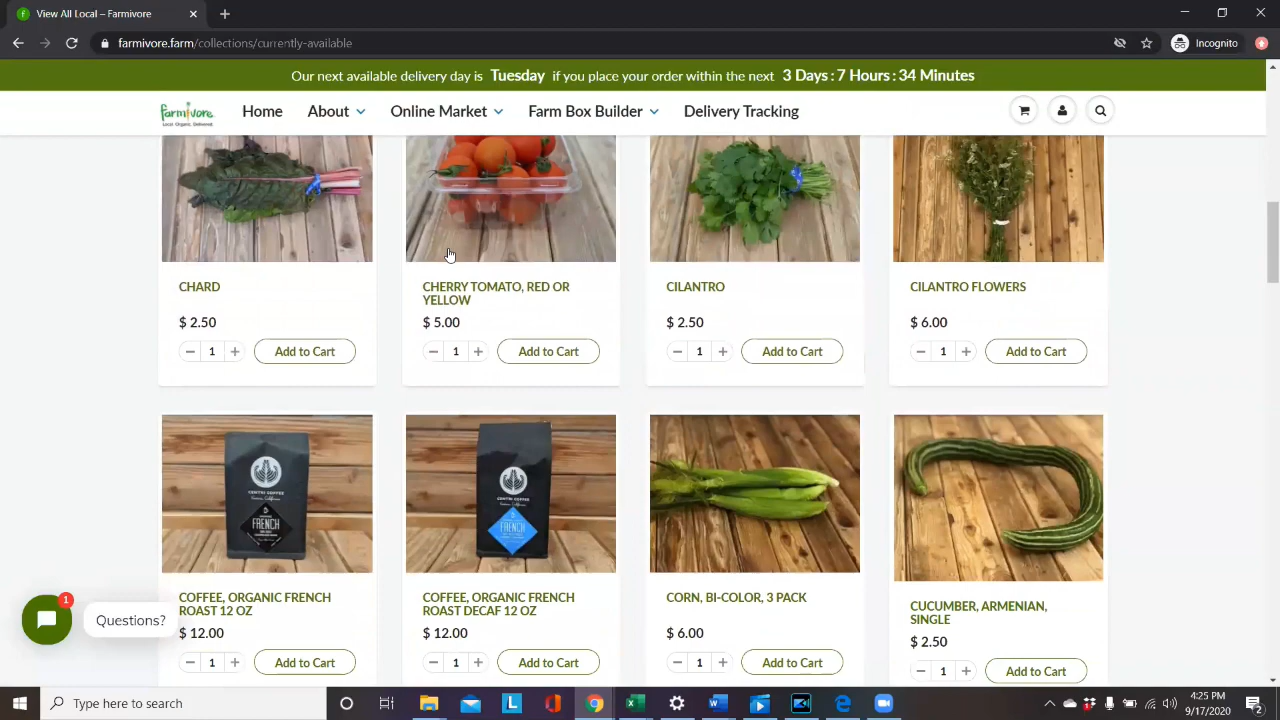 View All Local – Farmivore
farmivore.farm/collections/currently-available
Incognito
Our next available delivery day is Tuesday if you place your order within the next 3 Days : 7 Hours : 34 Minutes
farmivore
Local. Organic. Delivered.
Home About Online Market Farm Box Builder Delivery Tracking
CHARD
$ 2.50
1 Add to Cart
CHERRY TOMATO, RED OR
YELLOW
$ 5.00
1 Add to Cart
CILANTRO
$ 2.50
1 Add to Cart
CILANTRO FLOWERS
$ 6.00
1 Add to Cart
FRENCH
COFFEE, ORGANIC FRENCH
ROAST 12 OZ
$ 12.00
1 Add to Cart
FRENCH
COFFEE, ORGANIC FRENCH
ROAST DECAF 12 OZ
$ 12.00
1 Add to Cart
CORN, BI-COLOR, 3 PACK
$ 6.00
1 Add to Cart
CUCUMBER, ARMENIAN,
SINGLE
$ 2.50
1 Add to Cart
1
Questions?
Type here to search
4:25 PM
9/17/2020
2